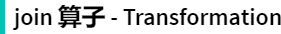 join 算子 - Transformation